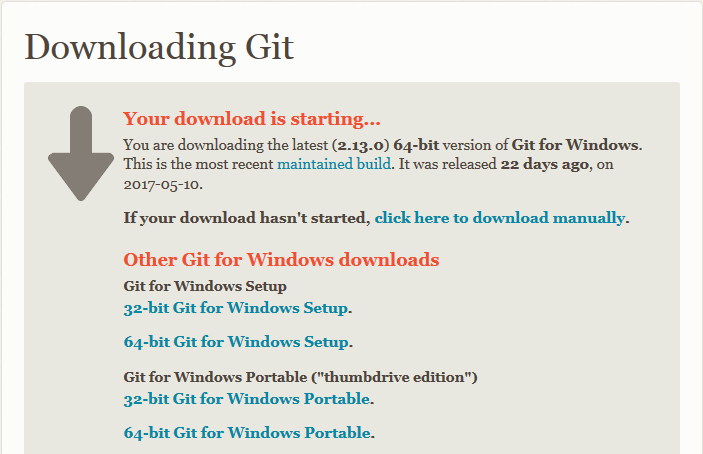 Downloading Git
Your download is starting...
You are downloading the latest (2.13.0) 64-bit version of Git for Windows.
This is the most recent maintained build. It was released 22 days ago, on
2017-05-10.
If your download hasn't started, click here to download manually.
Other Git for Windows downloads
Git for Windows Setup
32-bit Git for Windows Setup.
64-bit Git for Windows Setup.
Git for Windows Portable ("thumbdrive edition")
32-bit Git for Windows Portable.
64-bit Git for Windows Portable.